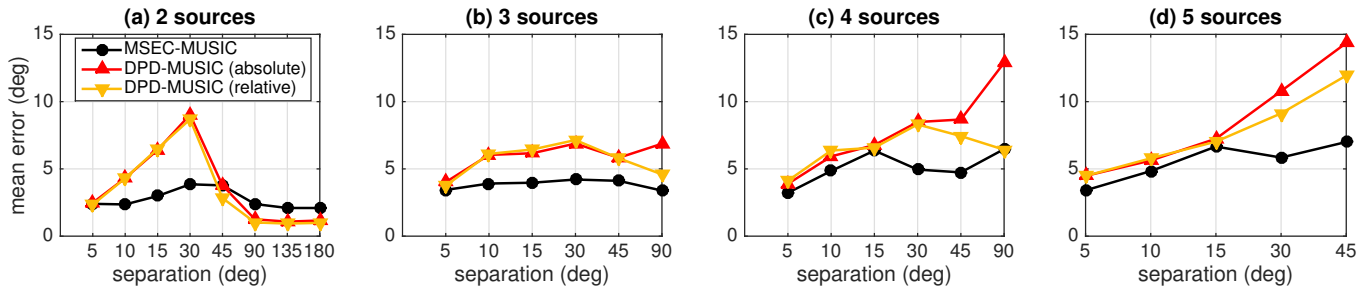 (a) 2 sources
(b) 3 sources
(c) 4 sources
(d) 5 sources
MSEC-MUSIC
DPD-MUSIC (absolute)
DPD-MUSIC (relative)
mean error (deg)
15
10
5
0
5 10 15 30 45 90 135 180
separation (deg)
15
10
5
0
5 10 15 30 45 90
separation (deg)
15
10
5
0
5 10 15 30 45 90
separation (deg)
15
10
5
0
5 10 15 30 45
separation (deg)